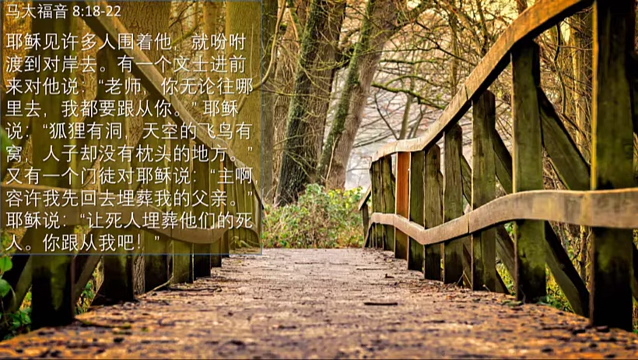 马太福音 8:18-22
耶稣见许多人围着他，就吩咐
渡到对岸去。有一个文士进前
来对他说：“老师，你无论往哪
里去，我都要跟从你。” 耶稣
说：“狐狸有洞，天空的飞鸟有
窝，人子却没有枕头的地方。”
又有一个门徒对耶稣说：“主啊
容许我先回去埋葬我的父亲。
耶稣说：“让死人埋葬他们的死
人。你跟从我吧！”